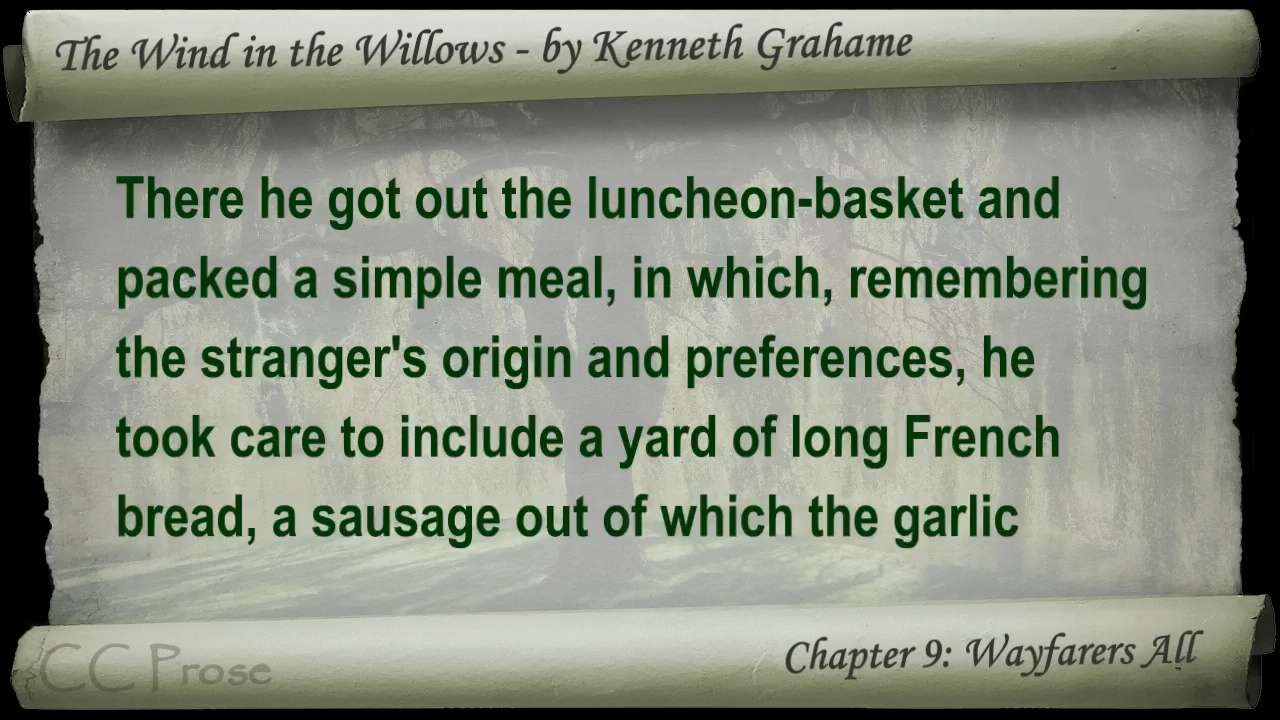 The Wind in the Willows - by Kenneth Grahame
There he got out the luncheon-basket and
packed a simple meal, in which, remembering
the stranger's origin and preferences, he
took care to include a yard of long French
bread, a sausage out of which the garlic
CC Prose
Chapter 9: Wayfarers All